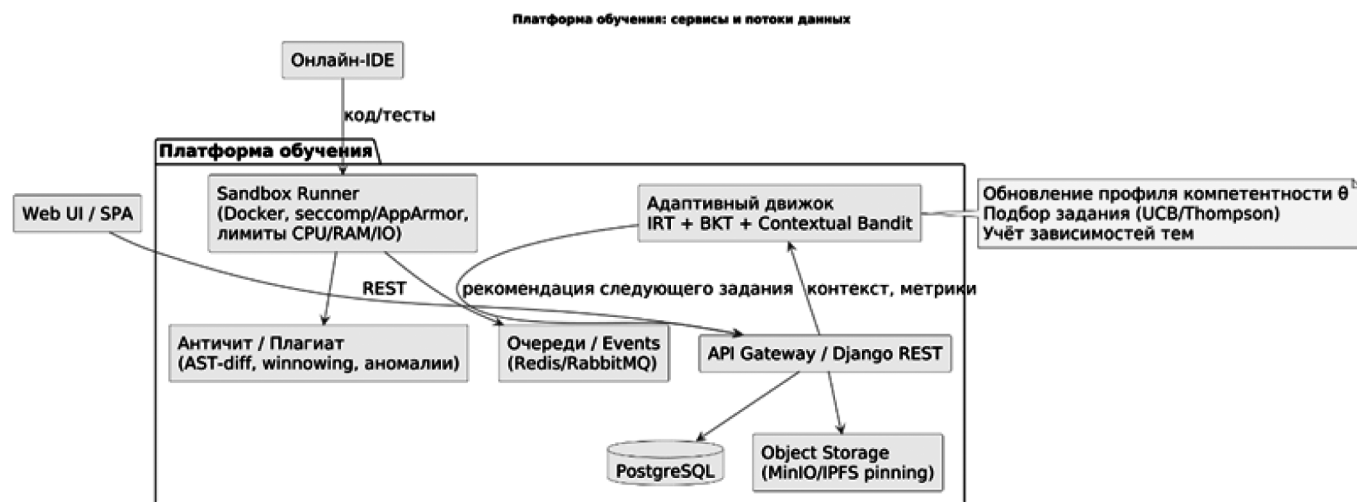 Платформа обучения: сервисы и потоки данных
Онлайн-IDE
код/тесты
Платформа обучения
Web UI / SPA
Sandbox Runner
(Docker, seccomp/AppArmor,
лимиты CPU/RAM/IO)
Адаптивный движок
IRT + BKT + Contextual Bandit
Обновление профиля компетентности θ
Подбор задания (UCB/Thompson)
Учёт зависимостей тем
REST
рекомендация следующего задания
контекст, метрики
Античит / Плагиат
(AST-diff, winnowing, аномалии)
Очереди / Events
(Redis/RabbitMQ)
API Gateway / Django REST
PostgreSQL
Object Storage
(MinIO/IPFS pinning)